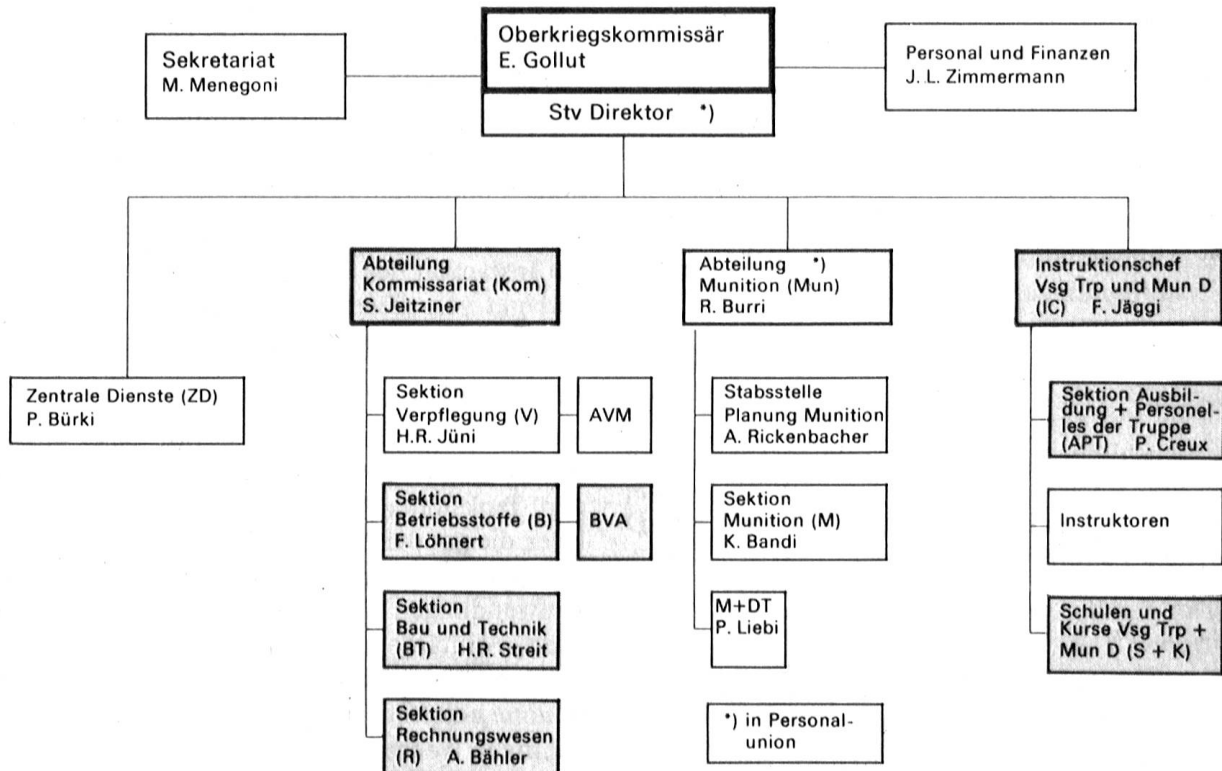 Oberkriegskommissär
E. Gollut
Stv Direktor *)
Sekretariat
M. Menegoni
Personal und Finanzen
J. L. Zimmermann
Zentrale Dienste (ZD)
P. Bürki
Abteilung
Kommissariat (Kom)
S. Jeitziner
Sektion
Verpflegung (V)
H.R. Jüni
AVM
Sektion
Betriebsstoffe (B)
F. Löhnert
BVA
Sektion
Bau und Technik
(BT) H.R. Streit
Sektion
Rechnungswesen
(R) A. Bähler
Abteilung *)
Munition (Mun)
R. Burri
Stabsstelle
Planung Munition
A. Rickenbacher
Sektion
Munition (M)
K. Bandi
M+DT
P. Liebi
*) in Personal-
union
Instruktionschef
Vsg Trp und Mun D
(IC) F. Jäggi
Sektion Ausbil-
dung + Personel-
les der Truppe
(APT) P. Creux
Instruktoren
Schulen und
Kurse Vsg Trp +
Mun D (S + K)